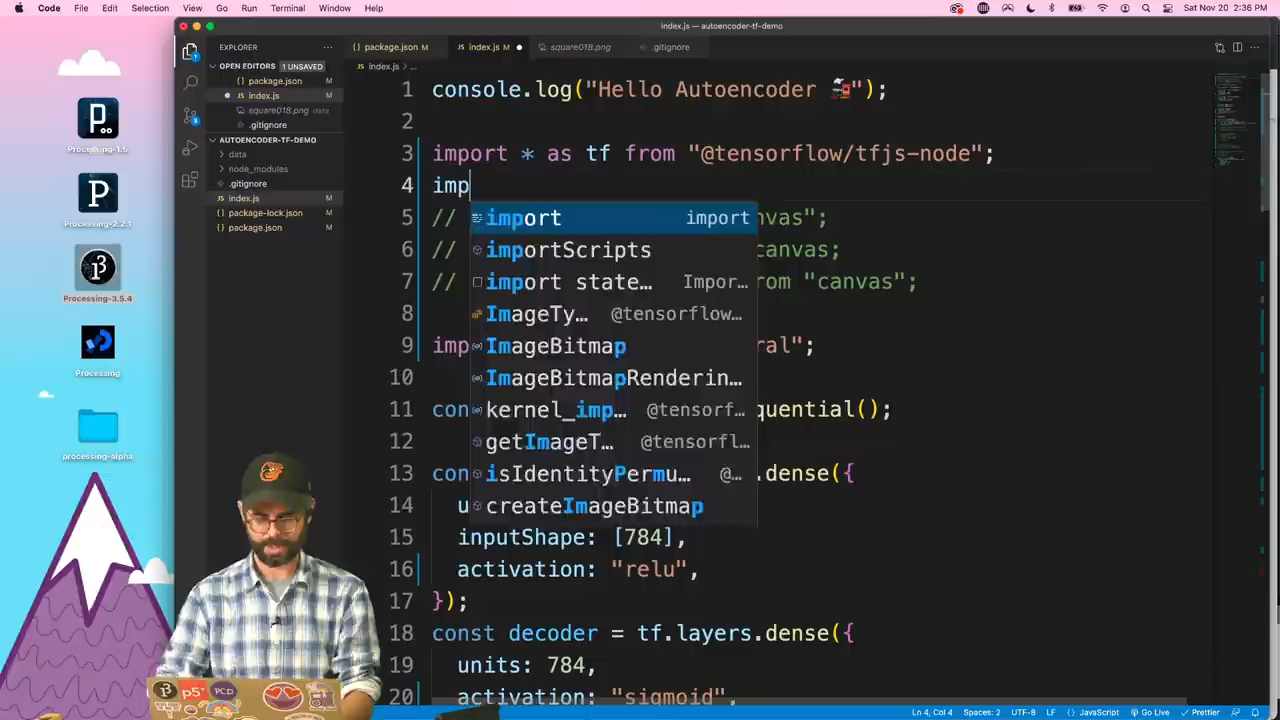 Code File Edit Selection View Go Run Terminal Window Help Sat Nov 20 2:36 PM
index.js — autoencoder-tf-demo
EXPLORER
package.json M
index.js M
square018.png
.gitignore
OPEN EDITORS 1 UNSAVED
package.json M
index.js M
square018.png data
.gitignore
AUTOENCODER-TF-DEMO
data
node_modules
.gitignore
index.js M
package-lock.json M
package.json M
index.js > ...
1 console.log("Hello Autoencoder 🚂");
2
3 import * as tf from "@tensorflow/tfjs-node";
4 imp
5 // nvas";
6 // canvas;
7 // rom "canvas";
8
9 imp ral";
10
11 con quential();
12
13 con .dense({
14 u
15 inputShape: [784],
16 activation: "relu",
17 });
18 const decoder = tf.layers.dense({
19 units: 784,
20 activation: "sigmoid",
import import
importScripts
import state… Impor…
ImageTy… @tensorflow…
ImageBitmap
ImageBitmapRenderin…
kernel_imp… @tensorf…
getImageT… @tensorfl…
isIdentityPermu… @…
createImageBitmap
Processing-1.5
Processing-2.2.1
Processing-3.5.4
Processing
processing-alpha
p5*
PCD
Ln 4, Col 4 Spaces: 2 UTF-8 LF {} JavaScript Go Live Prettier